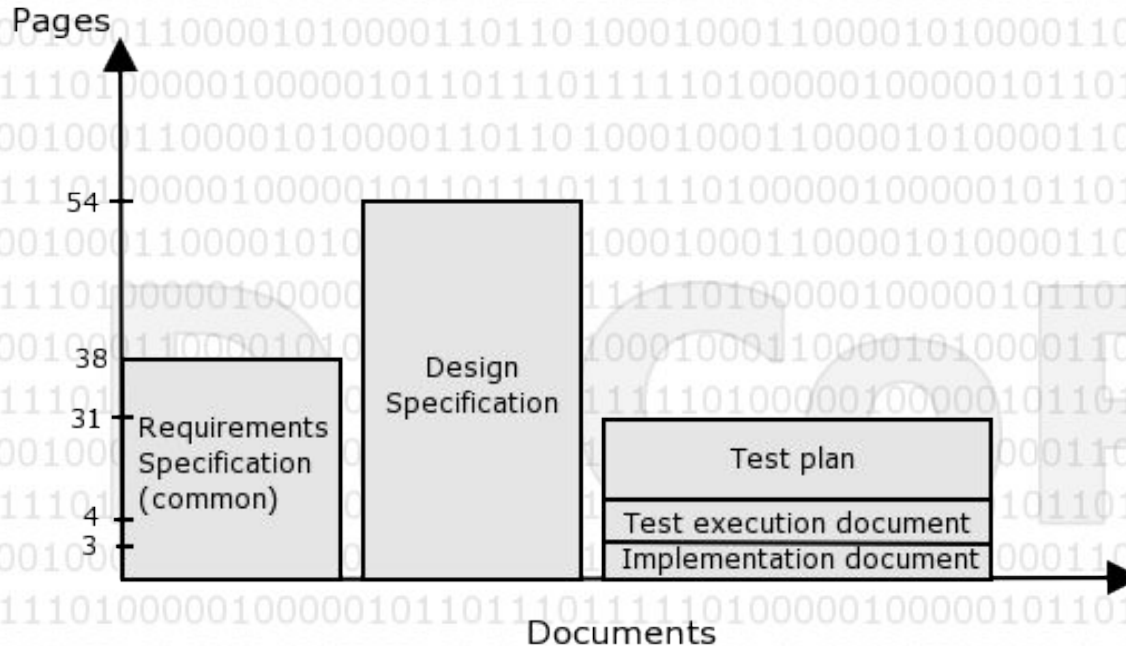 Pages
54
38
31
4
3
Requirements
Specification
(common)
Design
Specification
Test plan
Test execution document
Implementation document
Documents